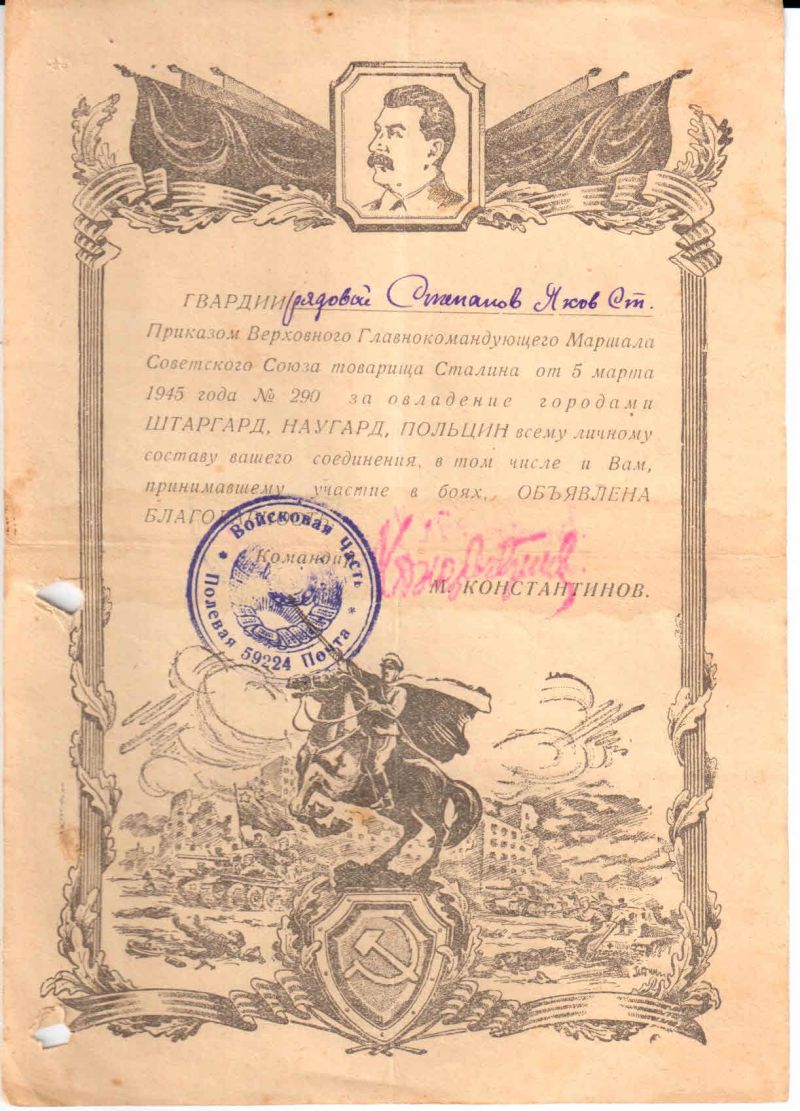 ГВАРДИИ рядовой Степанов Яков Ст.
Приказом Верховного Главнокомандующего Маршала
Советского Союза товарища Сталина от 5 марта
1945 года № 290 за овладение городами
ШТАРГАРД, НАУГАРД, ПОЛЬЦИН всему личному
составу вашего соединения, в том числе и Вам,
принимавшему участие в боях, ОБЪЯВЛЕНА
Войсковая Часть
Полевая 59224 Почта
М. КОНСТАНТИНОВ.